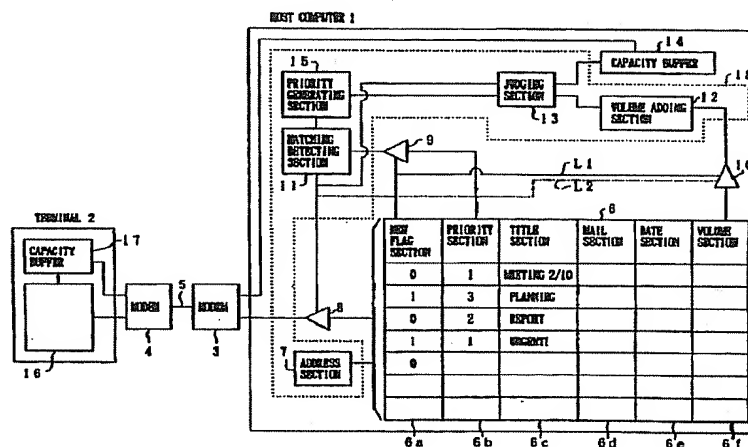 HOST COMPUTER 1
14
15
CAPACITY BUFFER
18
PRIORITY
GENERATING
SECTION
JUDGING
SECTION
12
VOLUME ADDING
SECTION
13
MATCHING
DETECTING
SECTION
9
11
L1
L2
10
TERMINAL 2
6
17
CAPACITY
BUFFER
NEW
FLAG
SECTION
PRIORITY
SECTION
TITLE
SECTION
MAIL
SECTION
DATE
SECTION
VOLUME
SECTION
0 1 MEETING 2/10
5
1 3 PLANNING
MODEM
MODEM
8
0 2 REPORT
4
3
16
7
1 1 URGENT!
ADDRESS
SECTION
0
6a 6b 6c 6d 6e 6f